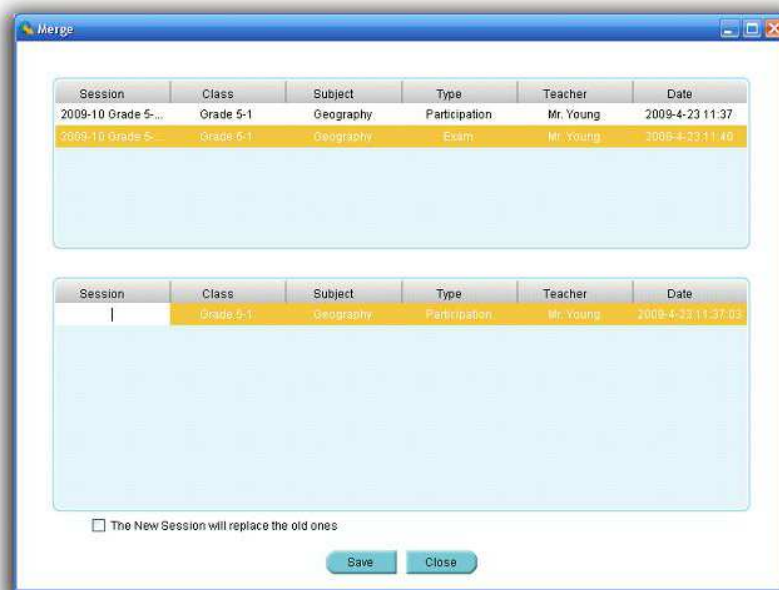 Merge
Session Class Subject Type Teacher Date
2009-10 Grade 5-... Grade 5-1 Geography Participation Mr. Young 2009-4-23 11:37
2009-10 Grade 5-... Grade 5-1 Geography Exam Mr. Young 2009-4-23 11:40
Session Class Subject Type Teacher Date
Grade 5-1 Geography Participation Mr. Young 2009-4-23 11:37:03
The New Session will replace the old ones
Save Close